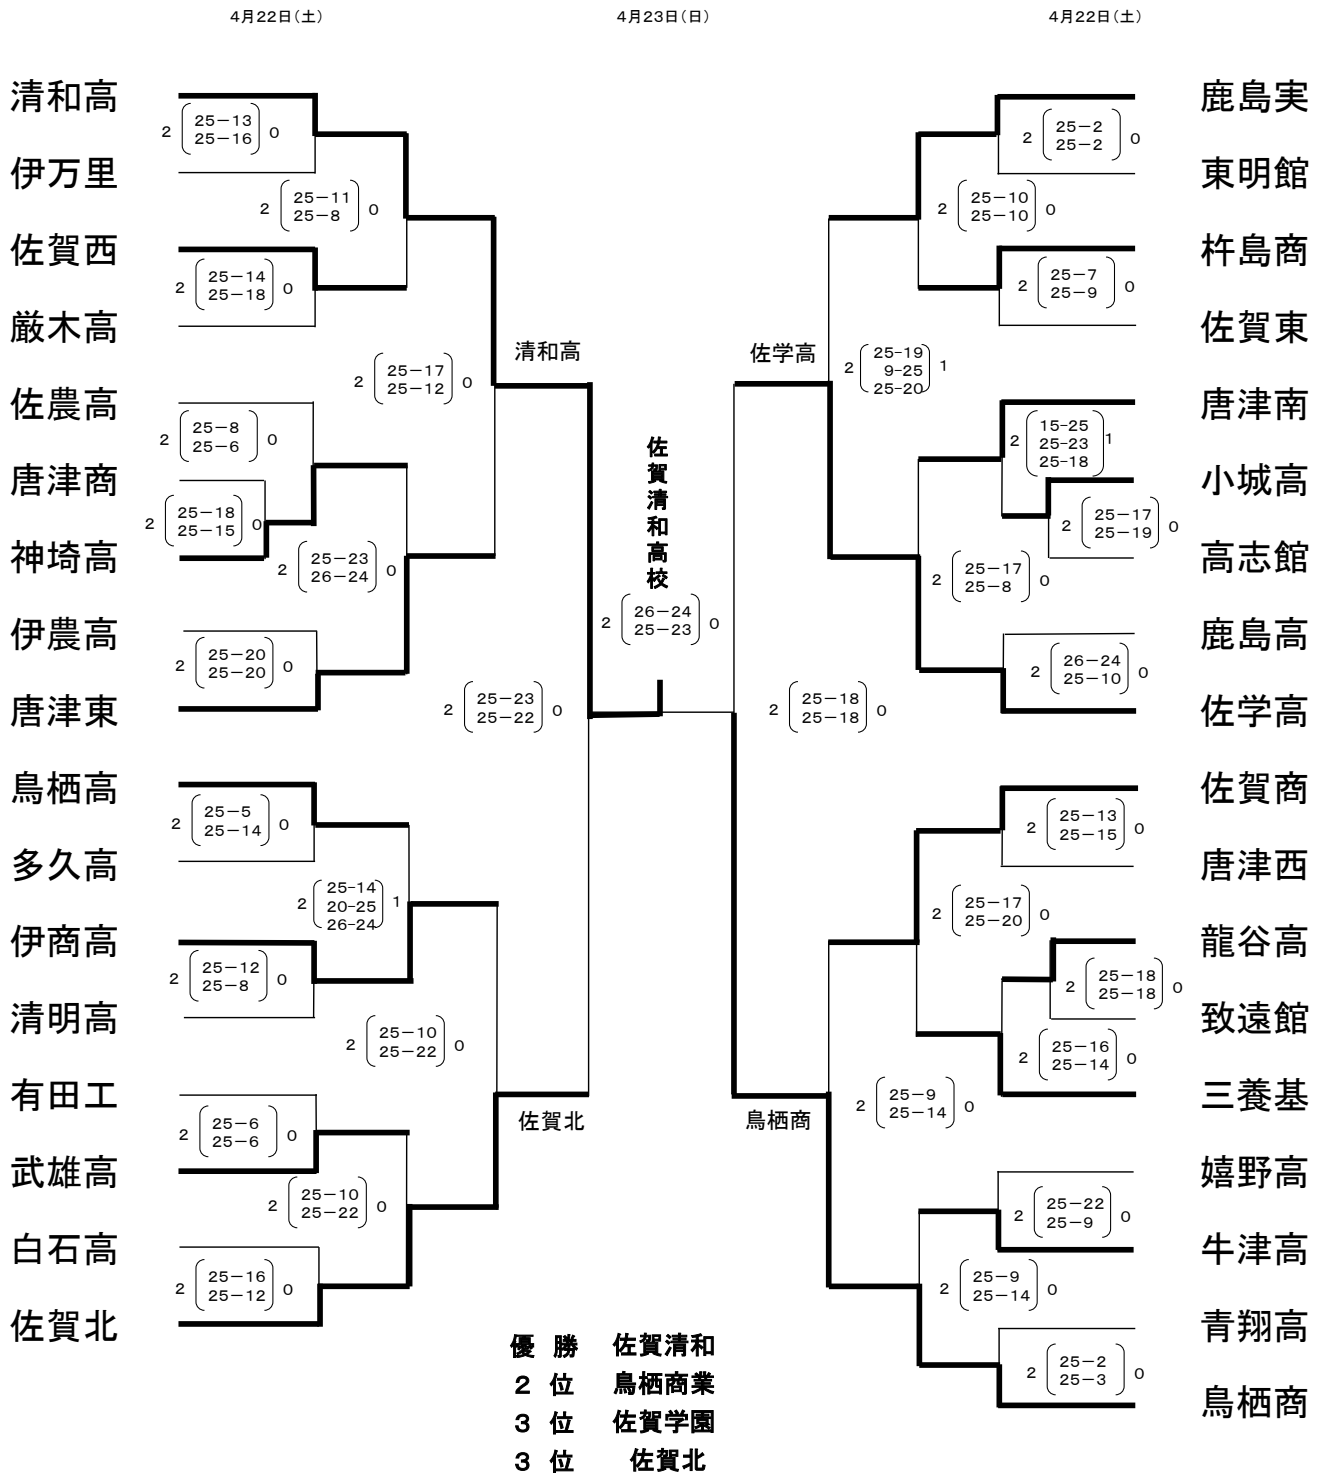 4月22日(土)
4月23日(日)
4月22日(土)
清和高
伊万里
佐賀西
厳木高
佐農高
唐津商
神埼高
伊農高
唐津東
鳥栖高
多久高
伊商高
清明高
有田工
武雄高
白石高
佐賀北
2 25-13 0
25-16
2 25-11 0
25-8
2 25-14 0
25-18
2 25-17 0
25-12
2 25-8 0
25-6
2 25-18 0
25-15
2 25-23 0
26-24
2 25-20 0
25-20
2 25-23 0
25-22
2 25-5 0
25-14
2 25-14 1
20-25
26-24
2 25-12 0
25-8
2 25-10 0
25-22
2 25-6 0
25-6
2 25-10 0
25-22
2 25-16 0
25-12
清和高
佐賀北
佐賀清和高校
2 26-24 0
25-23
佐学高
鳥栖商
2 25-2 0
25-2
2 25-10 0
25-10
2 25-7 0
25-9
2 25-19 1
9-25
25-20
2 15-25 1
25-23
25-18
2 25-17 0
25-19
2 25-17 0
25-8
2 26-24 0
25-10
2 25-18 0
25-18
2 25-13 0
25-15
2 25-17 0
25-20
2 25-18 0
25-18
2 25-16 0
25-14
2 25-9 0
25-14
2 25-22 0
25-9
2 25-9 0
25-14
2 25-2 0
25-3
鹿島実
東明館
杵島商
佐賀東
唐津南
小城高
高志館
鹿島高
佐学高
佐賀商
唐津西
龍谷高
致遠館
三養基
嬉野高
牛津高
青翔高
鳥栖商
優 勝 佐賀清和
2 位 鳥栖商業
3 位 佐賀学園
3 位 佐賀北